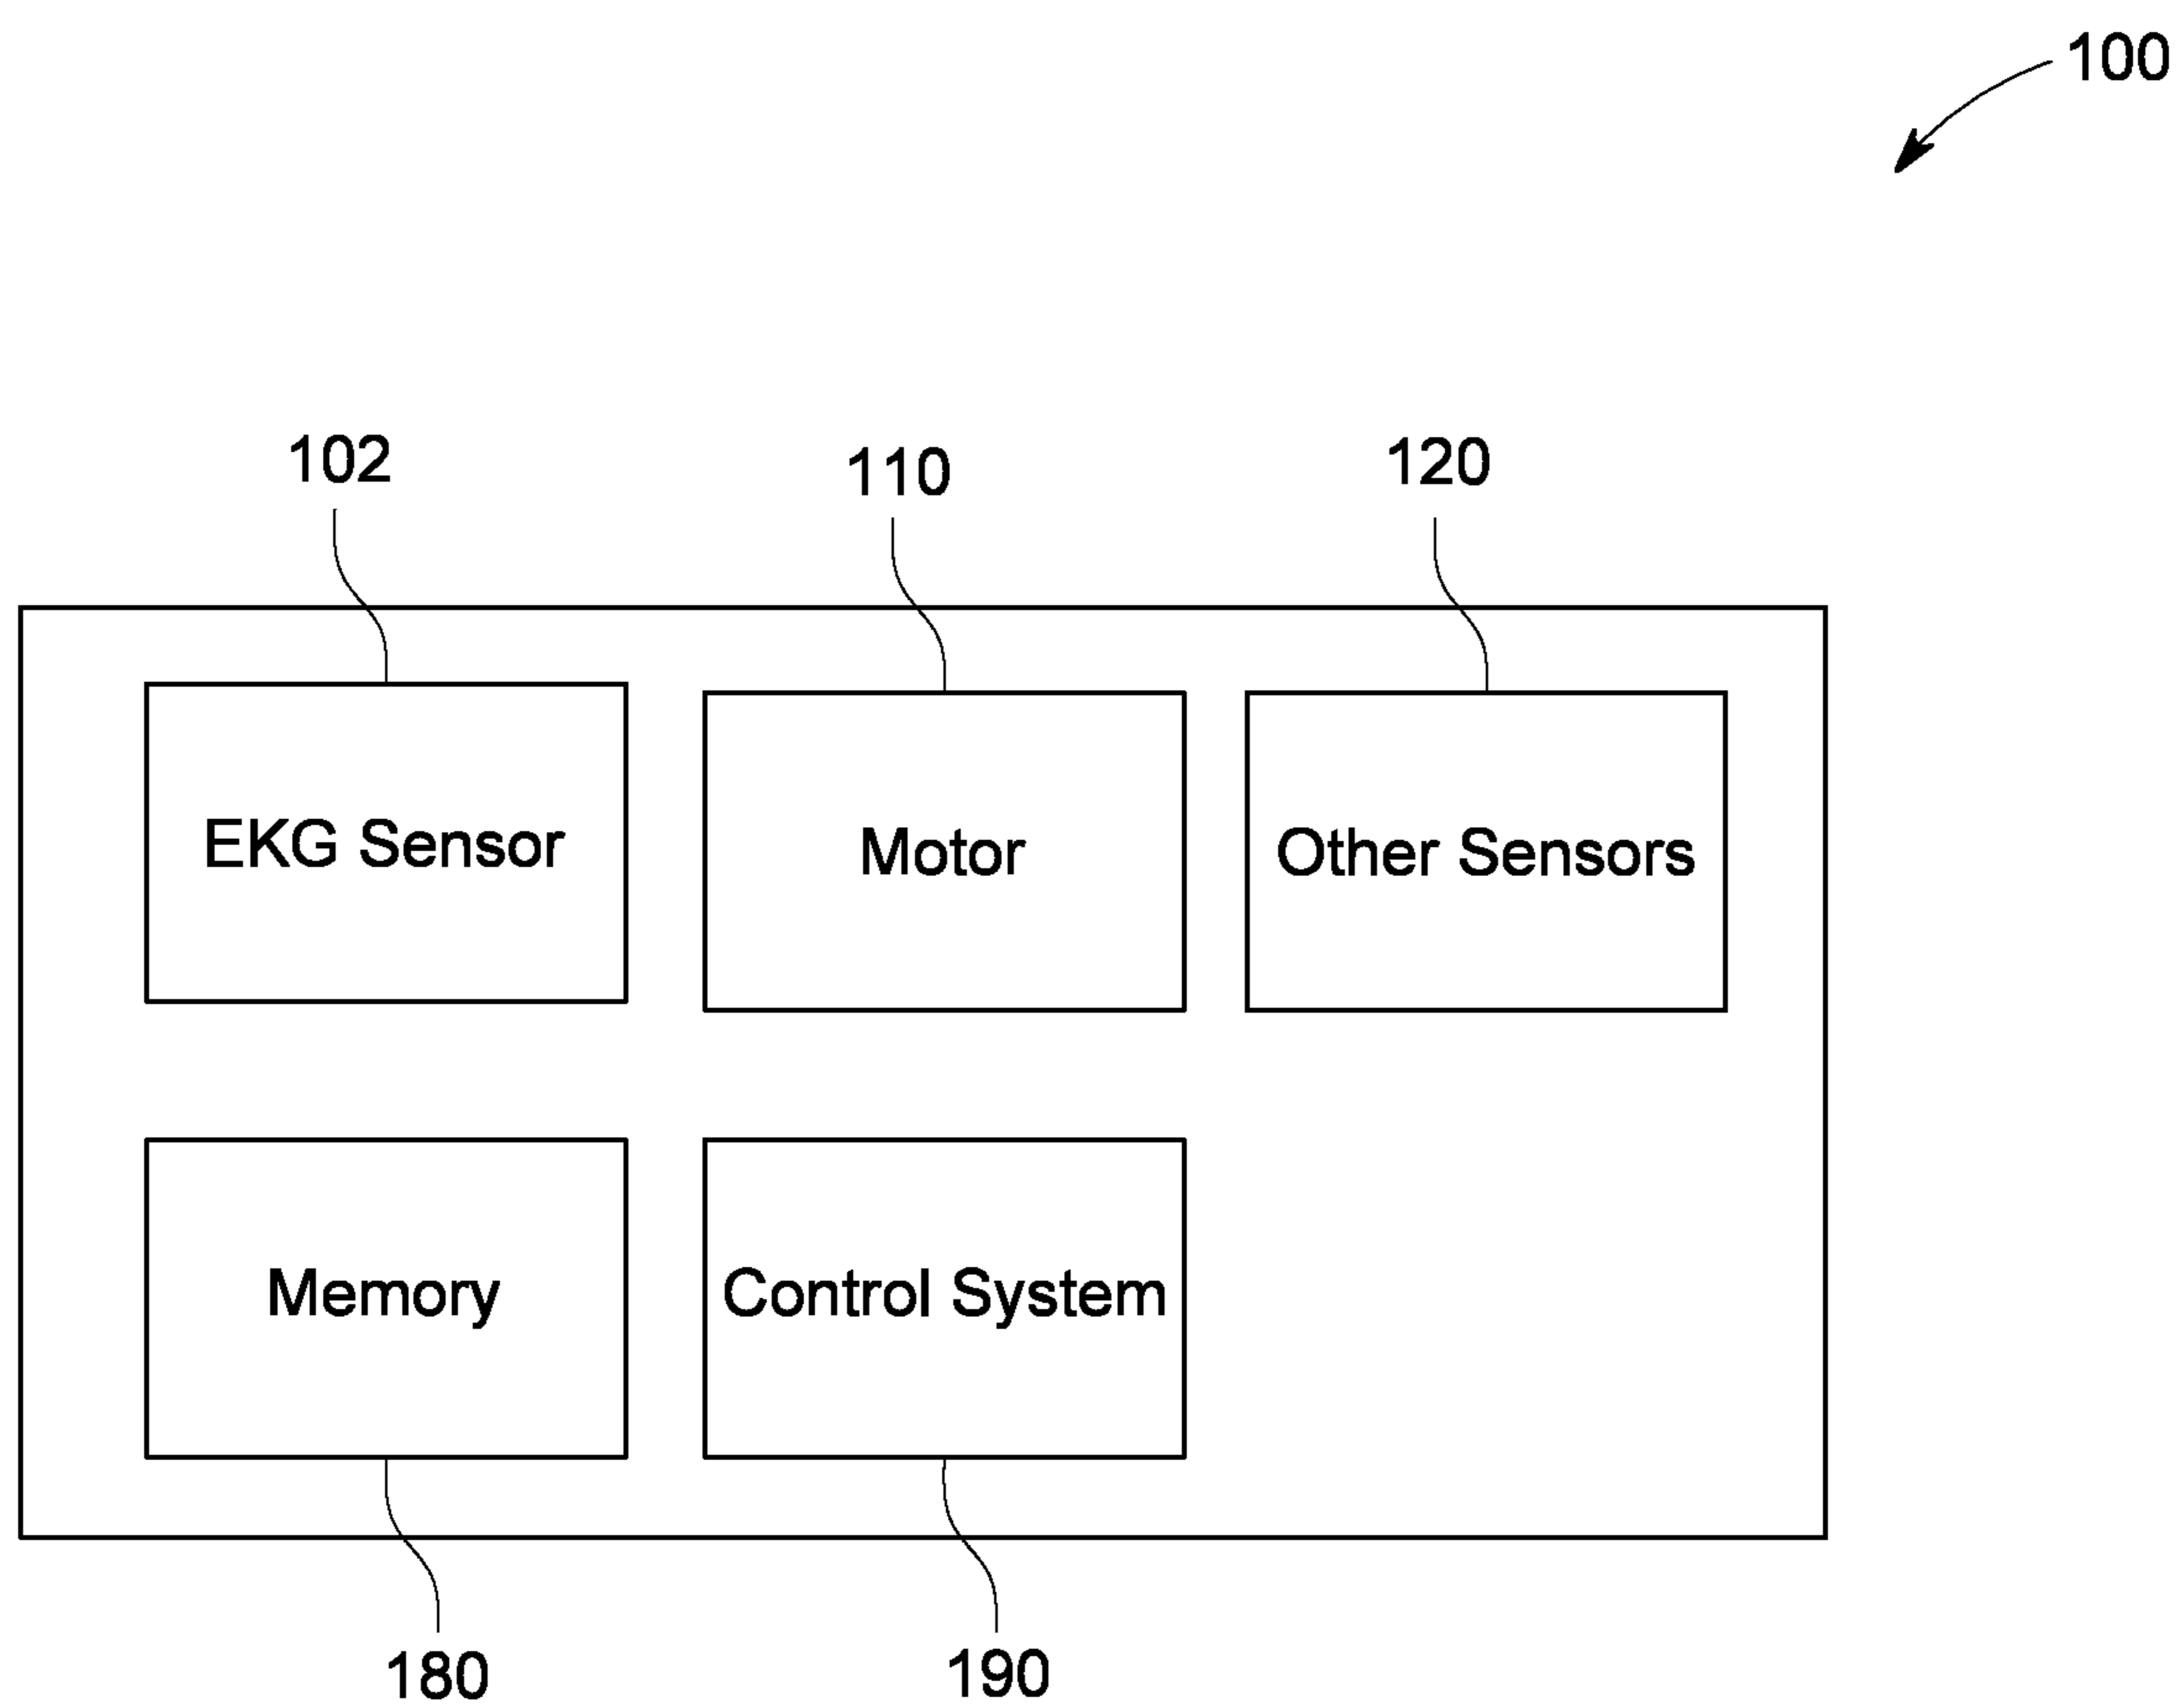 100
102
110
120
EKG Sensor
Motor
Other Sensors
Memory
Control System
180
190